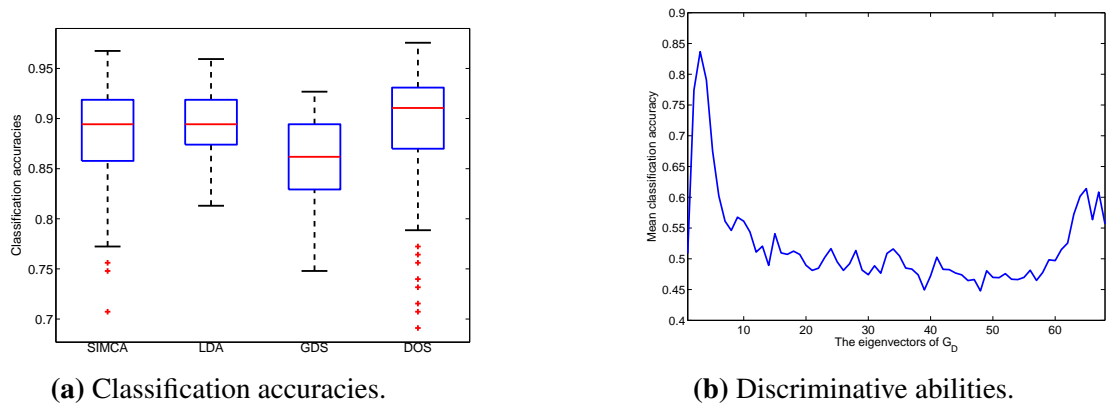 Classification accuracies
0.95
0.9
0.85
0.8
0.75
0.7
SIMCA LDA GDS DOS
(a) Classification accuracies.
Mean classification accuracy
0.9
0.85
0.8
0.75
0.7
0.65
0.6
0.55
0.5
0.45
0.4
10 20 30 40 50 60
The eigenvectors of G_D
(b) Discriminative abilities.